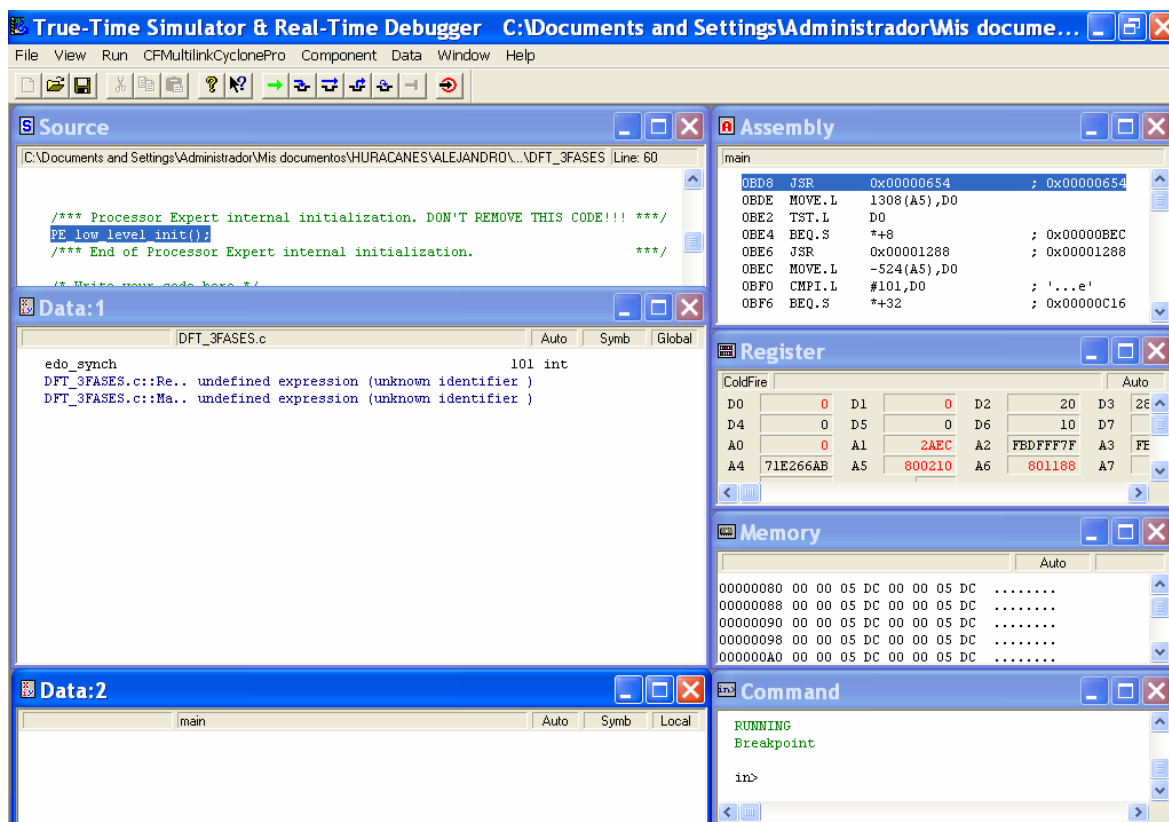 True-Time Simulator & Real-Time Debugger C:\Documents and Settings\Administrador\Mis docume...
File View Run CFMultilinkCyclonePro Component Data Window Help
Source
C:\Documents and Settings\Administrador\Mis documentos\HURACANES\ALEJANDRO\...\DFT_3FASES Line: 60
/*** Processor Expert internal initialization. DON'T REMOVE THIS CODE!!! ***/
PE_low_level_init();
/*** End of Processor Expert internal initialization. ***/
/* Write your code here */
Data:1
DFT_3FASES.c Auto Symb Global
edo_synch 101 int
DFT_3FASES.c::Re.. undefined expression (unknown identifier )
DFT_3FASES.c::Ma.. undefined expression (unknown identifier )
Data:2
main Auto Symb Local
Assembly
main
0BD8 JSR 0x00000654 ; 0x00000654
0BDE MOVE.L 1308(A5),D0
0BE2 TST.L D0
0BE4 BEQ.S *+8 ; 0x00000BEC
0BE6 JSR 0x00001288 ; 0x00001288
0BEC MOVE.L -524(A5),D0
0BF0 CMPI.L #101,D0 ; '...e'
0BF6 BEQ.S *+32 ; 0x00000C16
Register
ColdFire Auto
D0 0 D1 0 D2 20 D3 28
D4 0 D5 0 D6 10 D7
A0 0 A1 2AEC A2 FBDFFF7F A3 FE
A4 71E266AB A5 800210 A6 801188 A7
Memory
Auto
00000080 00 00 05 DC 00 00 05 DC ........
00000088 00 00 05 DC 00 00 05 DC ........
00000090 00 00 05 DC 00 00 05 DC ........
00000098 00 00 05 DC 00 00 05 DC ........
000000A0 00 00 05 DC 00 00 05 DC ........
Command
RUNNING
Breakpoint
in>